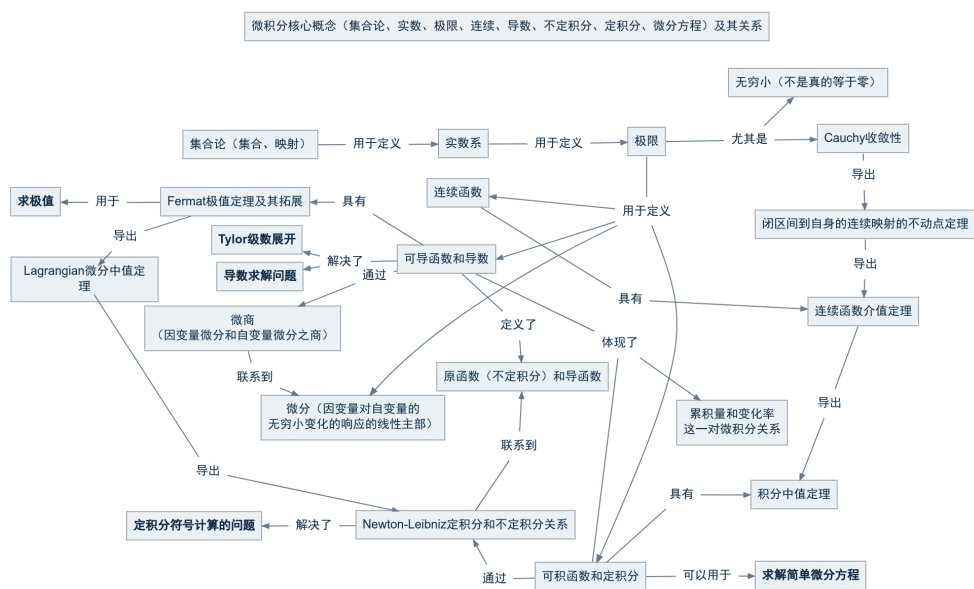 微积分核心概念（集合论、实数、极限、连续、导数、不定积分、定积分、微分方程）及其关系
无穷小（不是真的等于零）
集合论（集合、映射）
用于定义
实数系
用于定义
极限
尤其是
Cauchy收敛性
导出
求极值
用于
Fermat极值定理及其拓展
具有
连续函数
用于定义
闭区间到自身的连续映射的不动点定理
导出
Tylor级数展开
导出
Lagrangian微分中值定
理
导数求解问题
解决了
通过
可导函数和导数
具有
连续函数介值定理
微商
（因变量微分和自变量微分之商）
定义了
体现了
联系到
原函数（不定积分）和导函数
微分（因变量对自变量的
无穷小变化的响应的线性主部）
累积量和变化率
这一对微积分关系
导出
联系到
导出
具有
积分中值定理
定积分符号计算的问题
解决了
Newton-Leibniz定积分和不定积分关系
通过
可积函数和定积分
可以用于
求解简单微分方程